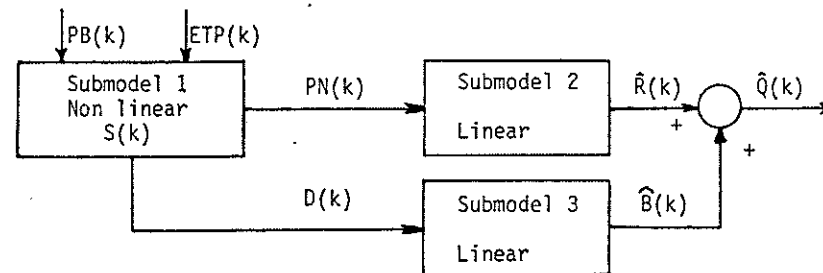 PB(k)
ETP(k)
Submodel 1
Non linear
S(k)
PN(k)
Submodel 2
Linear
R̂(k)
+
Q̂(k)
+
D(k)
Submodel 3
Linear
B̂(k)